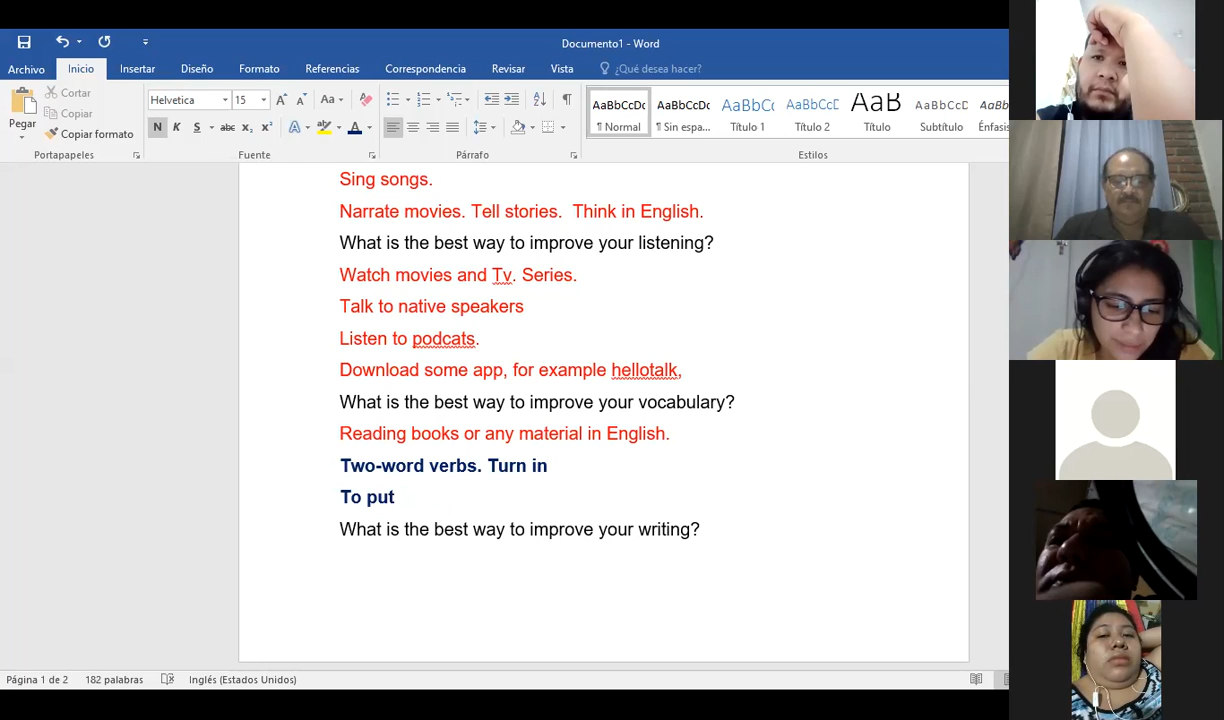 Documento1 - Word
Archivo Inicio Insertar Diseño Formato Referencias Correspondencia Revisar Vista ¿Qué desea hacer?
Pegar
Cortar
Copiar
Copiar formato
Portapapeles
Helvetica 15
Aa
N K S abc x₂ x²
Fuente
Párrafo
AaBbCcDc AaBbCcDc AaBbCc AaBbCcD AaB AaBbCcD AaBb
¶ Normal ¶ Sin espa... Título 1 Título 2 Título Subtítulo Énfasis
Estilos
Sing songs.
Narrate movies. Tell stories.  Think in English.
What is the best way to improve your listening?
Watch movies and Tv. Series.
Talk to native speakers
Listen to podcats.
Download some app, for example hellotalk,
What is the best way to improve your vocabulary?
Reading books or any material in English.
Two-word verbs. Turn in
To put
What is the best way to improve your writing?
Página 1 de 2 182 palabras Inglés (Estados Unidos)